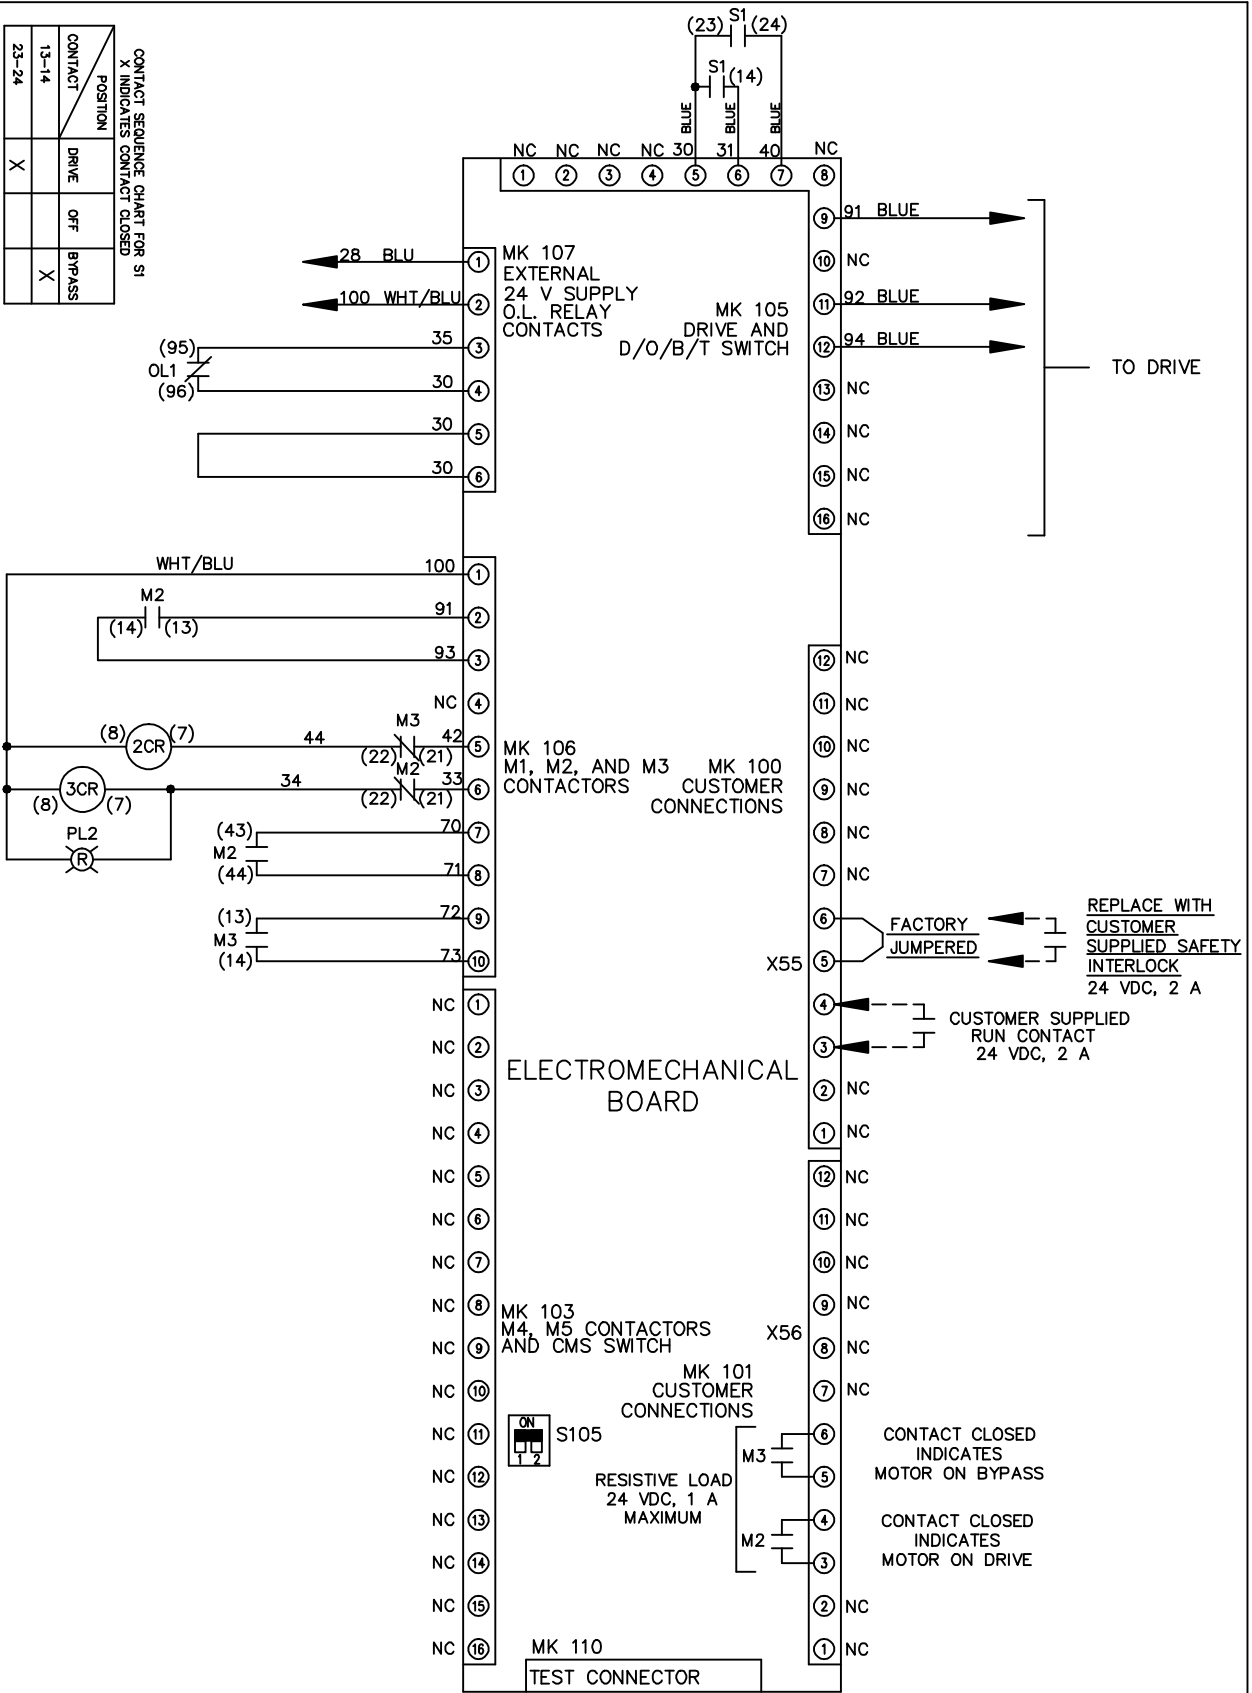 CONTACT SEQUENCE CHART FOR S1
X INDICATES CONTACT CLOSED
POSITION
CONTACT DRIVE OFF BYPASS
13-14 X
23-24 X
S1
(23) (24)
S1
(14)
BLUE BLUE BLUE
NC NC NC NC 30 31 40 NC
1 2 3 4 5 6 7 8
9 91 BLUE
10 NC
11 92 BLUE
12 94 BLUE
13 NC
14 NC
15 NC
16 NC
TO DRIVE
MK 105
DRIVE AND
D/O/B/T SWITCH
28 BLU 1
100 WHT/BLU 2
35 3
30 4
30 5
30 6
(95)
OL1
(96)
MK 107
EXTERNAL
24 V SUPPLY
O.L. RELAY
CONTACTS
WHT/BLU 100 1
M2
(14) (13) 91 2
93 3
NC 4
M3
(8) 2CR (7) 44 (22) (21) 42 5
M2
(8) 3CR (7) 34 (22) (21) 33 6
PL2
R
(43) 70 7
M2
(44) 71 8
(13) 72 9
M3
(14) 73 10
MK 106
M1, M2, AND M3
CONTACTORS
MK 100
CUSTOMER
CONNECTIONS
12 NC
11 NC
10 NC
9 NC
8 NC
7 NC
6
X55 5
4
3
2 NC
1 NC
FACTORY
JUMPERED
REPLACE WITH
CUSTOMER
SUPPLIED SAFETY
INTERLOCK
24 VDC, 2 A
CUSTOMER SUPPLIED
RUN CONTACT
24 VDC, 2 A
ELECTROMECHANICAL
BOARD
NC 1
NC 2
NC 3
NC 4
NC 5
NC 6
NC 7
NC 8
NC 9
NC 10
NC 11
NC 12
NC 13
NC 14
NC 15
NC 16
MK 103
M4, M5 CONTACTORS
AND CMS SWITCH
ON
1 2
S105
12 NC
11 NC
10 NC
9 NC
X56
8 NC
7 NC
6
5
4
3
2 NC
1 NC
MK 101
CUSTOMER
CONNECTIONS
M3
RESISTIVE LOAD
24 VDC, 1 A
MAXIMUM
M2
CONTACT CLOSED
INDICATES
MOTOR ON BYPASS
CONTACT CLOSED
INDICATES
MOTOR ON DRIVE
MK 110
TEST CONNECTOR